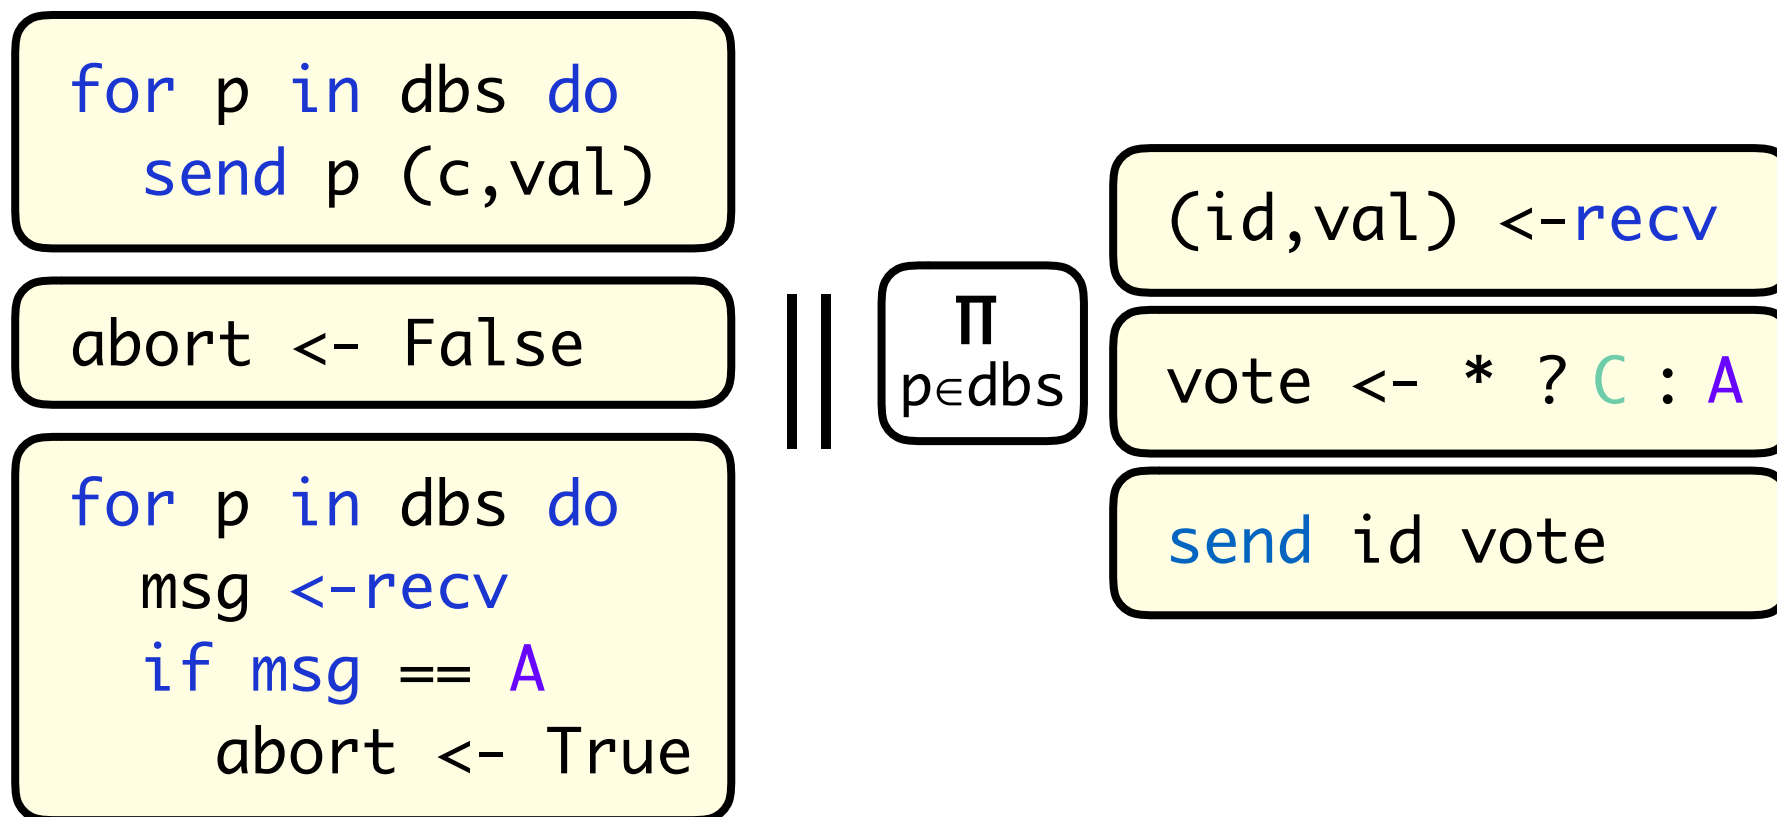 for p in dbs do
  send p (c,val)
abort <- False
for p in dbs do
  msg <-recv
  if msg == A
    abort <- True
||
Π
p∈dbs
(id,val) <-recv
vote <- * ? C : A
send id vote